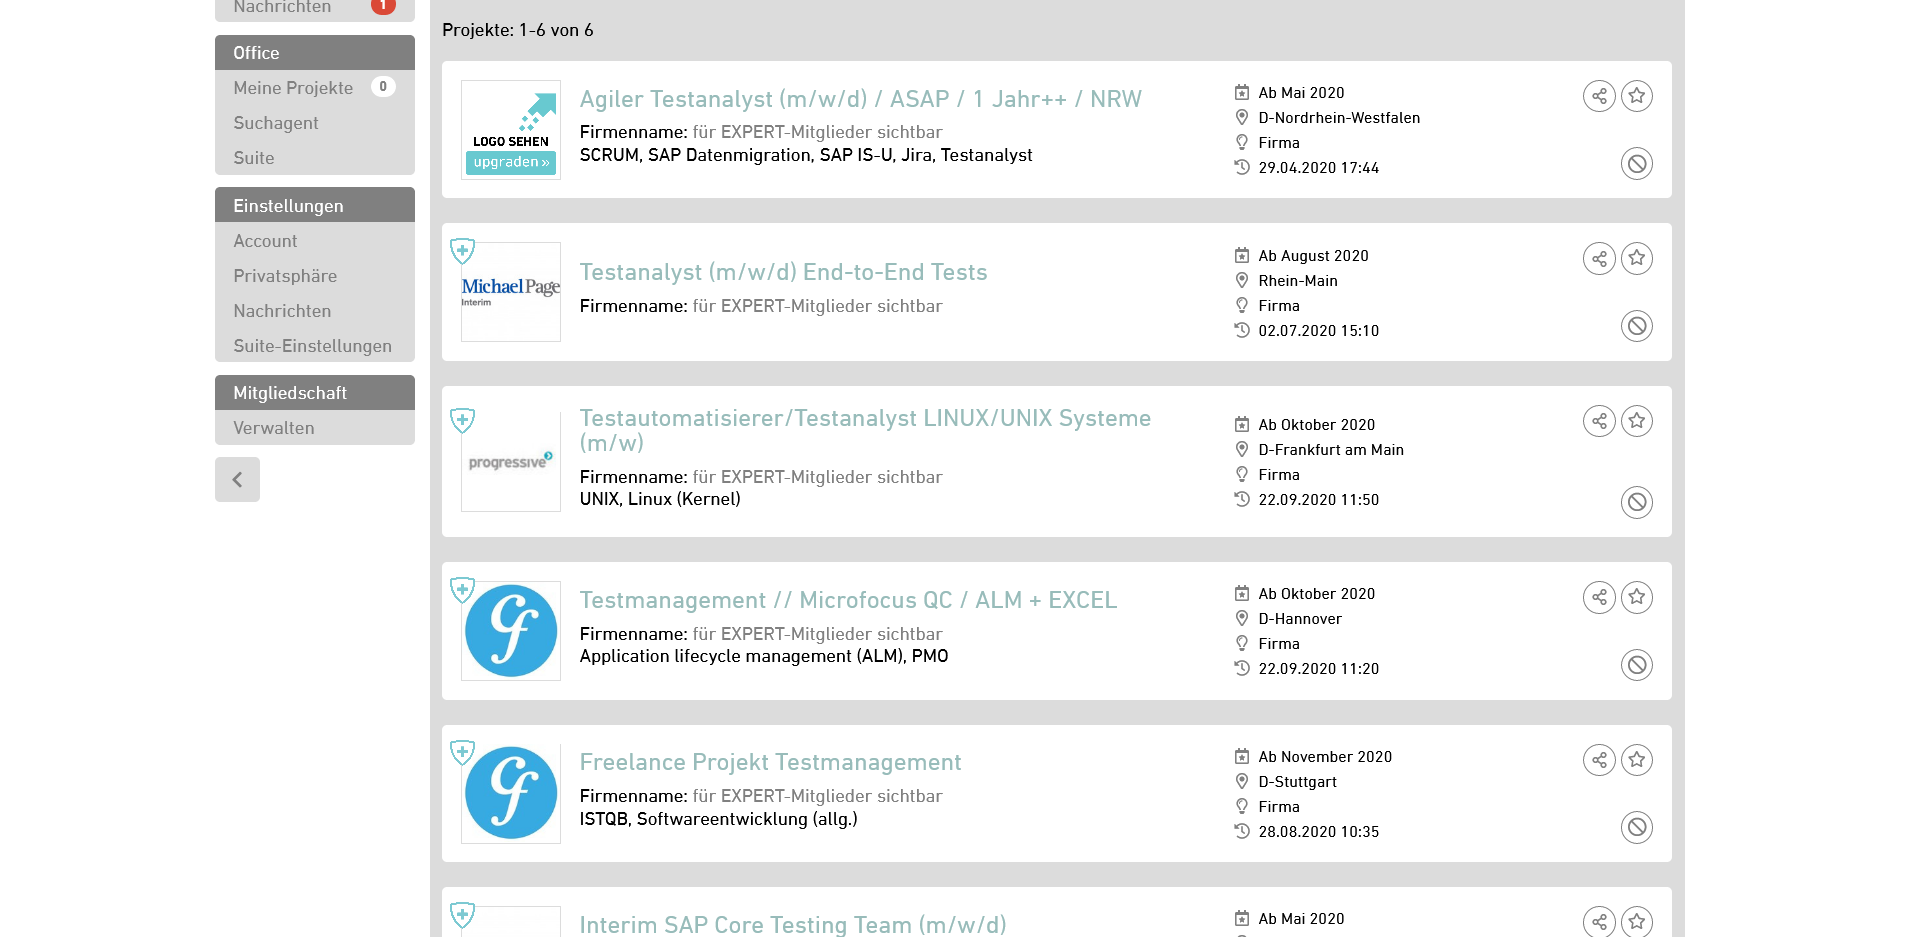 Nachrichten 1
Office
Meine Projekte 0
Suchagent
Suite
Einstellungen
Account
Privatsphäre
Nachrichten
Suite-Einstellungen
Mitgliedschaft
Verwalten
Projekte: 1-6 von 6
LOGO SEHEN
upgraden »
Agiler Testanalyst (m/w/d) / ASAP / 1 Jahr++ / NRW
Firmenname: für EXPERT-Mitglieder sichtbar
SCRUM, SAP Datenmigration, SAP IS-U, Jira, Testanalyst
Ab Mai 2020
D-Nordrhein-Westfalen
Firma
29.04.2020 17:44
Michael Page
Interim
Testanalyst (m/w/d) End-to-End Tests
Firmenname: für EXPERT-Mitglieder sichtbar
Ab August 2020
Rhein-Main
Firma
02.07.2020 15:10
progressive
Testautomatisierer/Testanalyst LINUX/UNIX Systeme
(m/w)
Firmenname: für EXPERT-Mitglieder sichtbar
UNIX, Linux (Kernel)
Ab Oktober 2020
D-Frankfurt am Main
Firma
22.09.2020 11:50
Testmanagement // Microfocus QC / ALM + EXCEL
Firmenname: für EXPERT-Mitglieder sichtbar
Application lifecycle management (ALM), PMO
Ab Oktober 2020
D-Hannover
Firma
22.09.2020 11:20
Freelance Projekt Testmanagement
Firmenname: für EXPERT-Mitglieder sichtbar
ISTQB, Softwareentwicklung (allg.)
Ab November 2020
D-Stuttgart
Firma
28.08.2020 10:35
Interim SAP Core Testing Team (m/w/d)
Ab Mai 2020